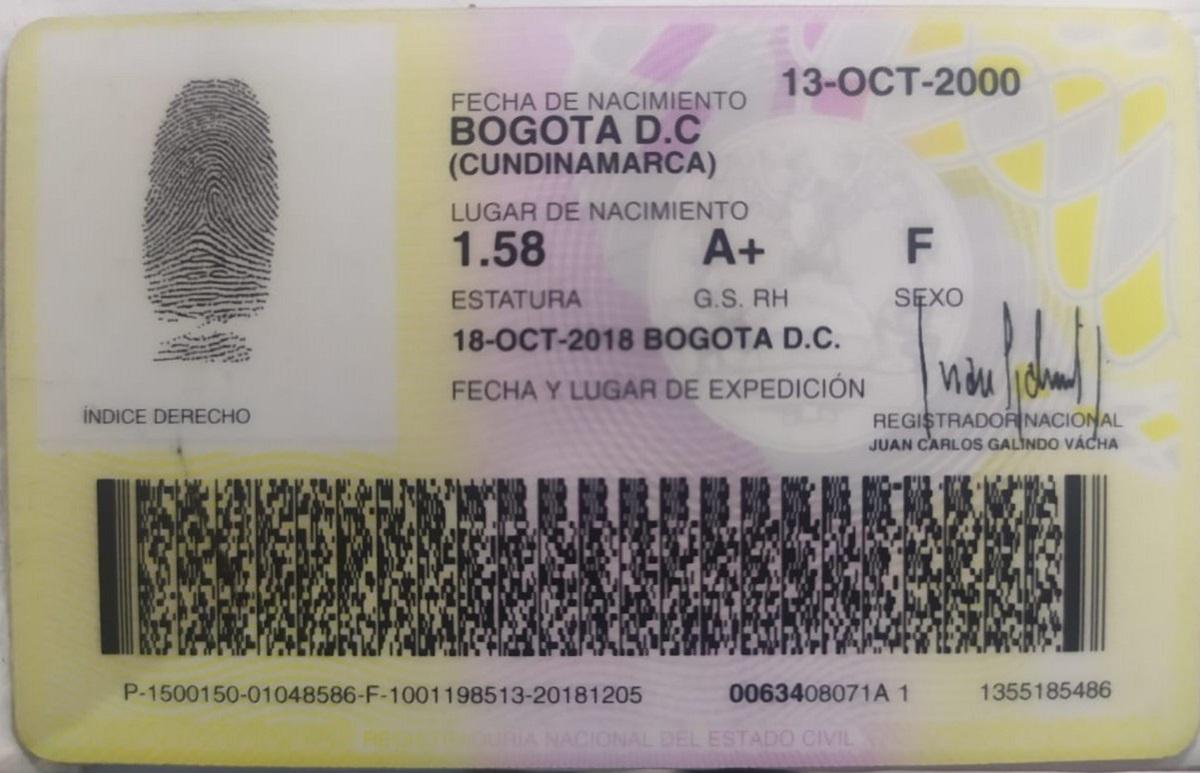 13-OCT-2000
FECHA DE NACIMIENTO
BOGOTA D.C
(CUNDINAMARCA)
LUGAR DE NACIMIENTO
1.58 A+ F
ESTATURA G.S. RH SEXO
18-OCT-2018 BOGOTA D.C.
FECHA Y LUGAR DE EXPEDICIÓN
ÍNDICE DERECHO
REGISTRADOR NACIONAL
JUAN CARLOS GALINDO VÁCHA
P-1500150-01048586-F-1001198513-20181205 0063408071A 1 1355185486
REGISTRADURÍA NACIONAL DEL ESTADO CIVIL